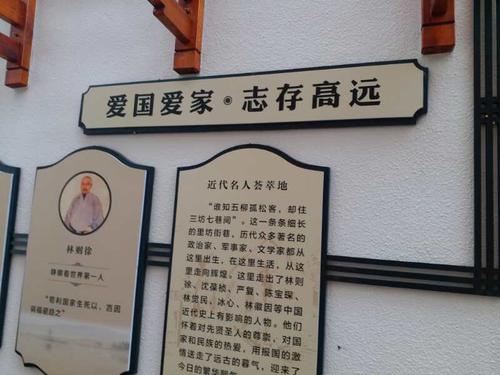 爱国爱家·志存高远
林则徐
睁眼看世界第一人
“苟利国家生死以，岂因
祸福避趋之”
近代名人荟萃地
“谁知五柳孤松客，却住
三坊七巷间”。这一条条细长
的里坊街巷，历代众多著名的
政治家、军事家、文学家都从
这里出生，在这里生活，从这
里走向辉煌。这里走出了林则
徐、沈葆桢、严复、陈宝琛、
林觉民、冰心、林徽因等中国
近代史上有影响的人物。他们
怀着对先贤圣人的尊崇，对国
家和民族的热爱，用报国的激
情送走了远古的暮气，迎来了
今日的繁华